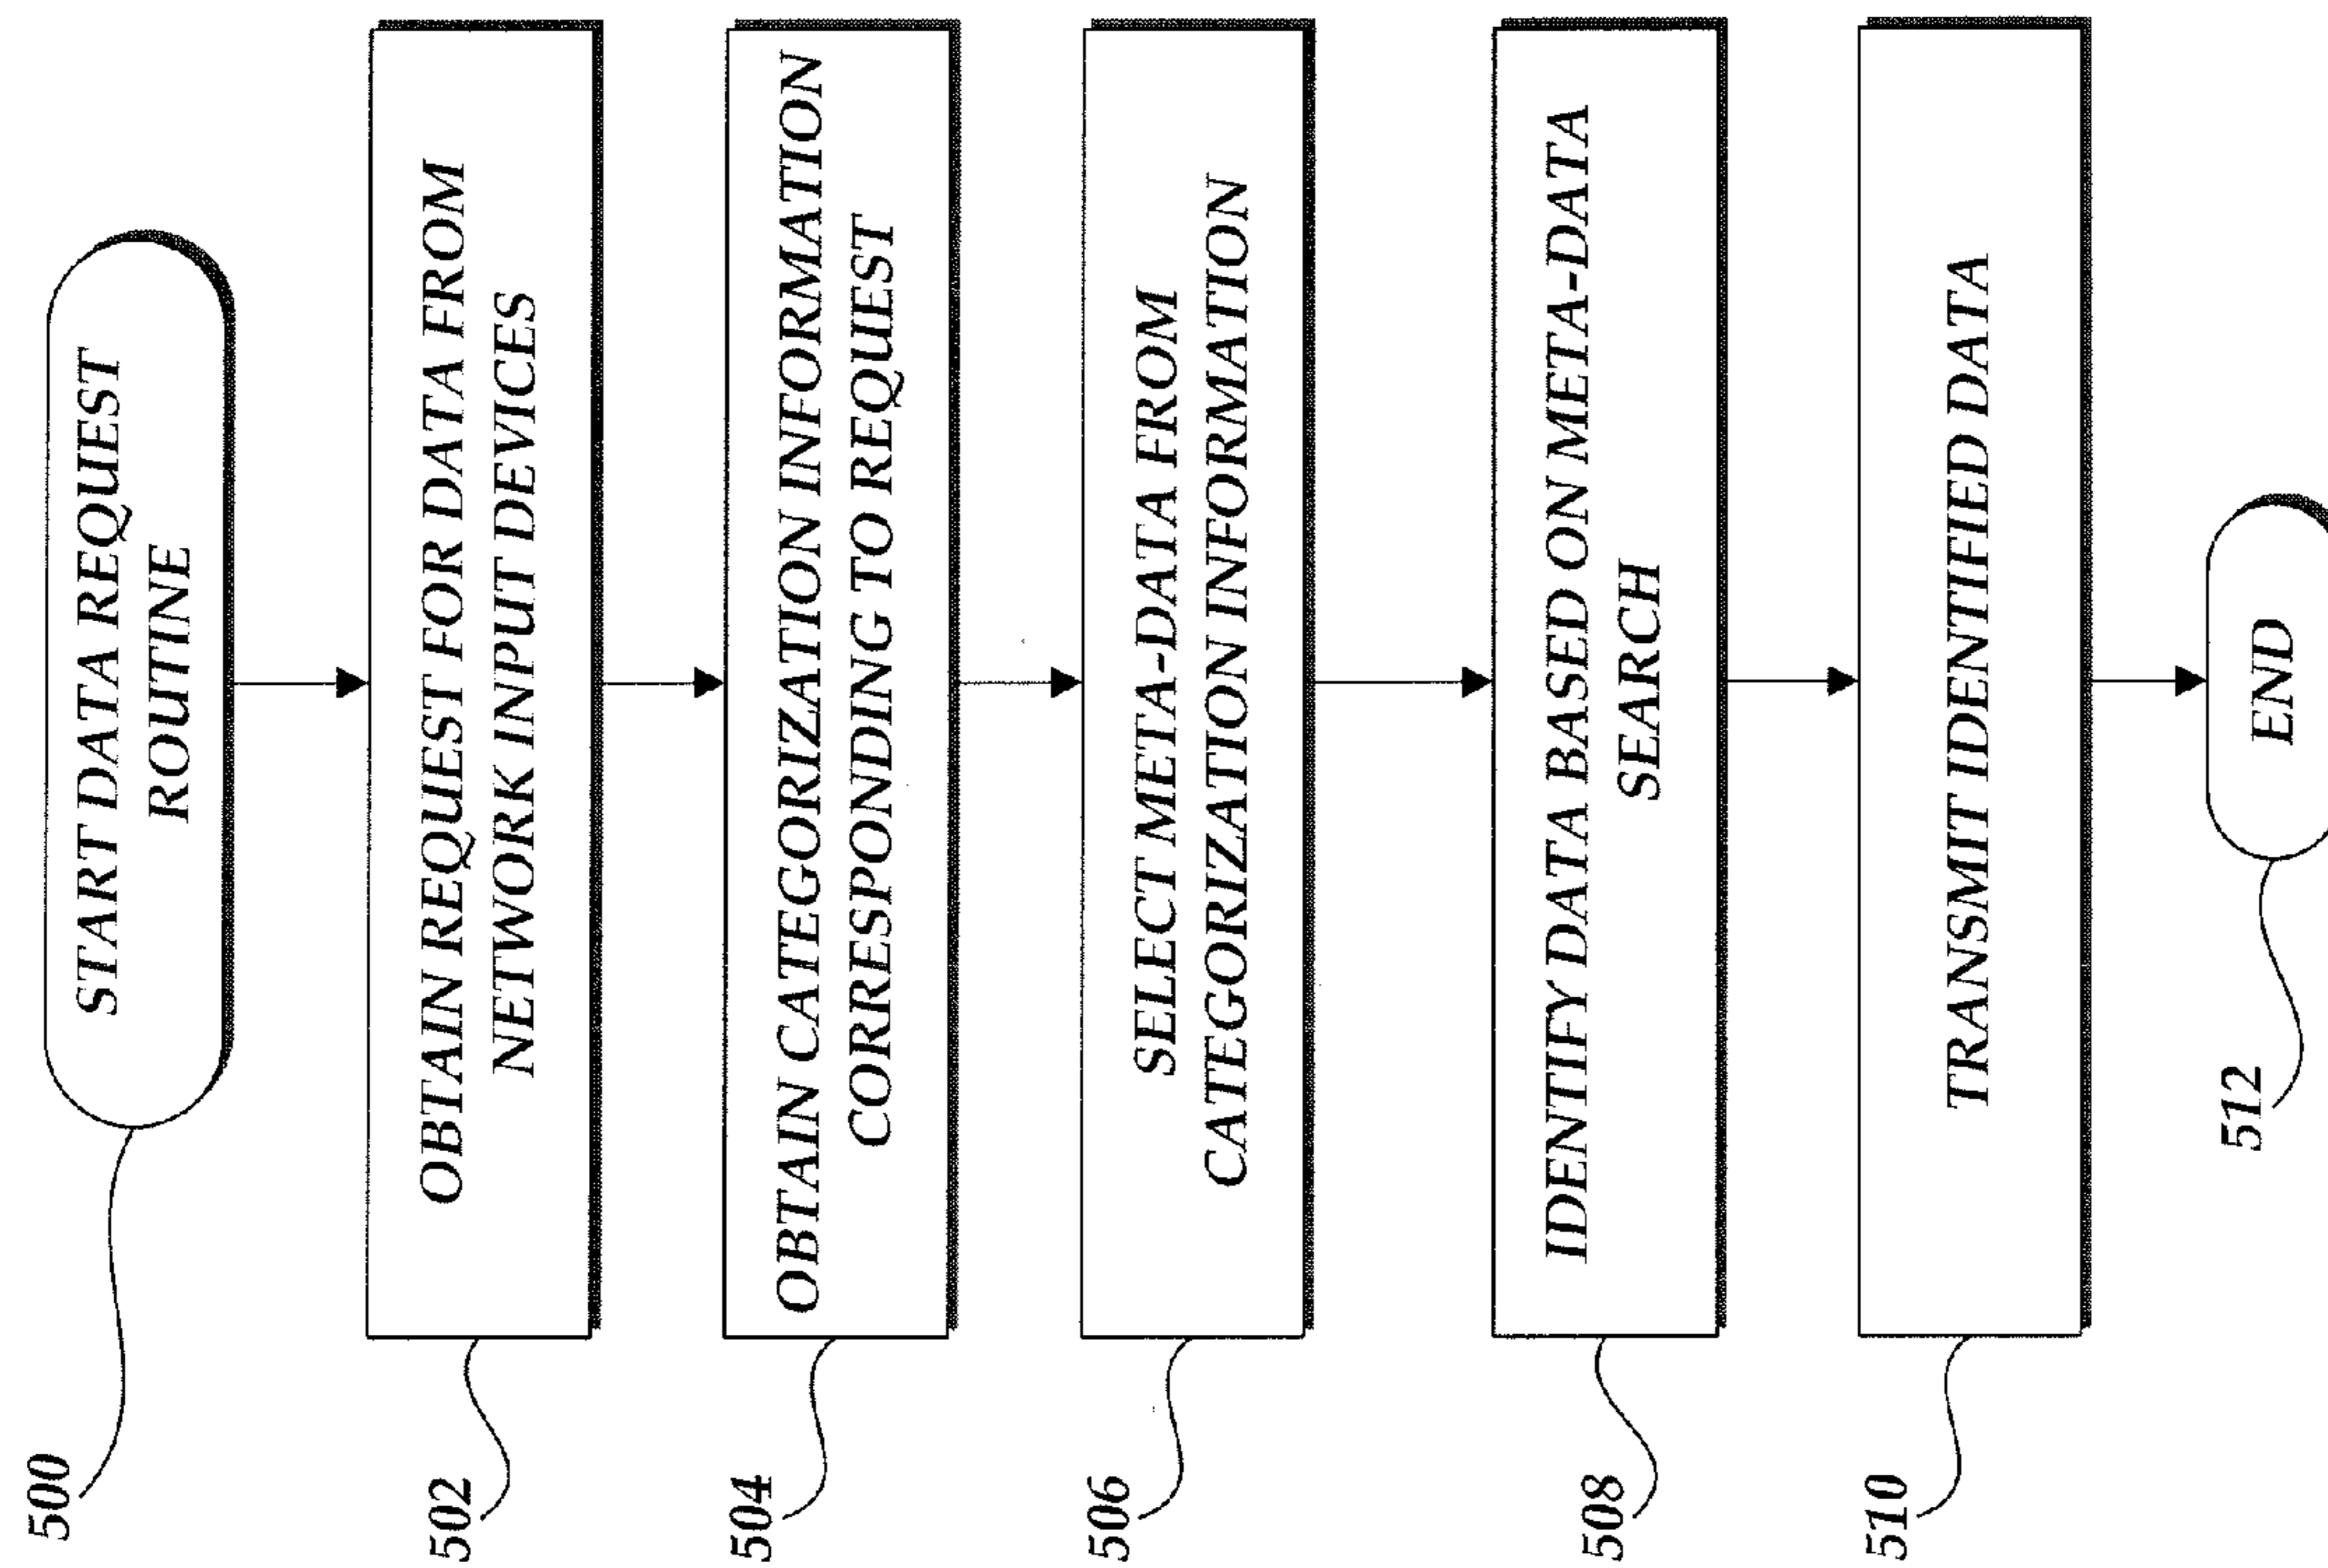 500
START DATA REQUEST
ROUTINE
502
OBTAIN REQUEST FOR DATA FROM
NETWORK INPUT DEVICES
504
OBTAIN CATEGORIZATION INFORMATION
CORRESPONDING TO REQUEST
506
SELECT META-DATA FROM
CATEGORIZATION INFORMATION
508
IDENTIFY DATA BASED ON META-DATA
SEARCH
510
TRANSMIT IDENTIFIED DATA
512
END